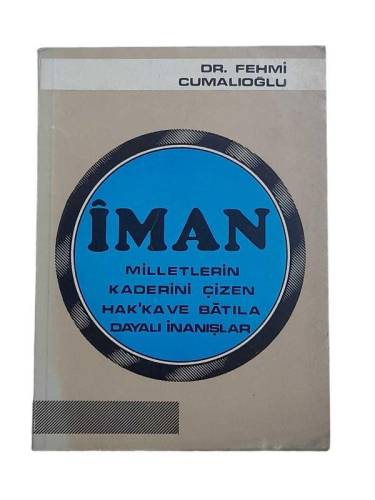 DR. FEHMİ
CUMALIOĞLU
ÎMAN
MİLLETLERİN
KADERİNİ ÇİZEN
HAK'KA VE BÂTILA
DAYALI İNANIŞLAR